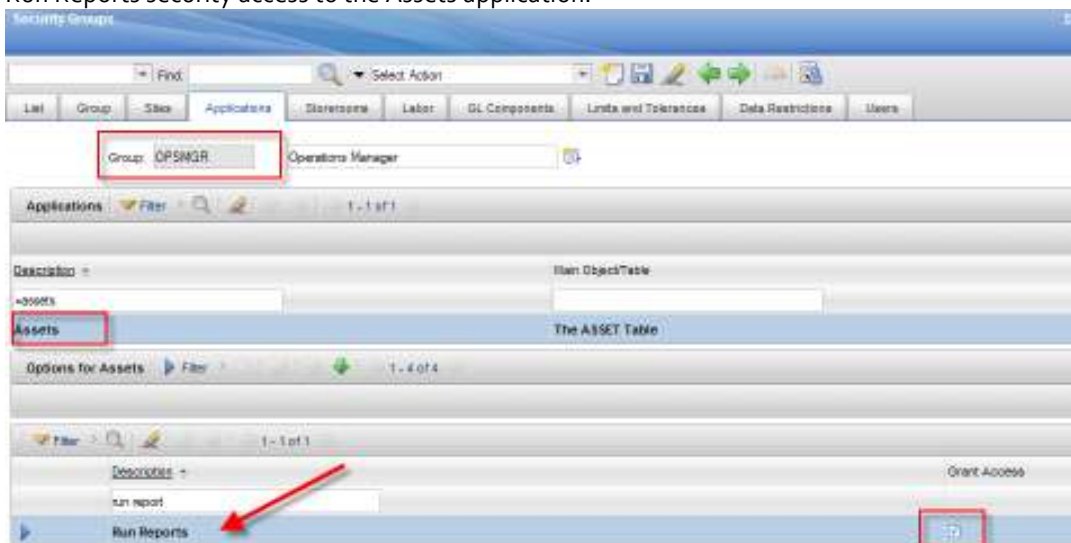 Run Reports security access to the Assets application.
Security Groups
Find: Select Action
List Group Sites Applications Storerooms Labor GL Components Limits and Tolerances Data Restrictions Users
Group: OPSMGR Operations Manager
Applications Filter 1 - 1 of 1
Description Main Object/Table
=assets
Assets The ASSET Table
Options for Assets Filter 1 - 4 of 4
Filter 1 - 1 of 1
Description Grant Access
run report
Run Reports